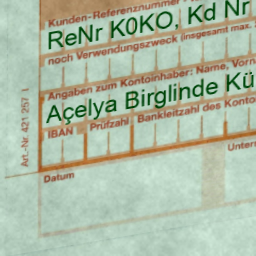 Kunden-Referenznummer
ReNr K0KO, Kd Nr
noch Verwendungszweck (insgesamt max.
Angaben zum Kontoinhaber: Name, Vorn
Açelya Birglinde Kü
IBAN Prüfzahl Bankleitzahl des Konto
Datum
Unter
Art.-Nr. 421 257 1